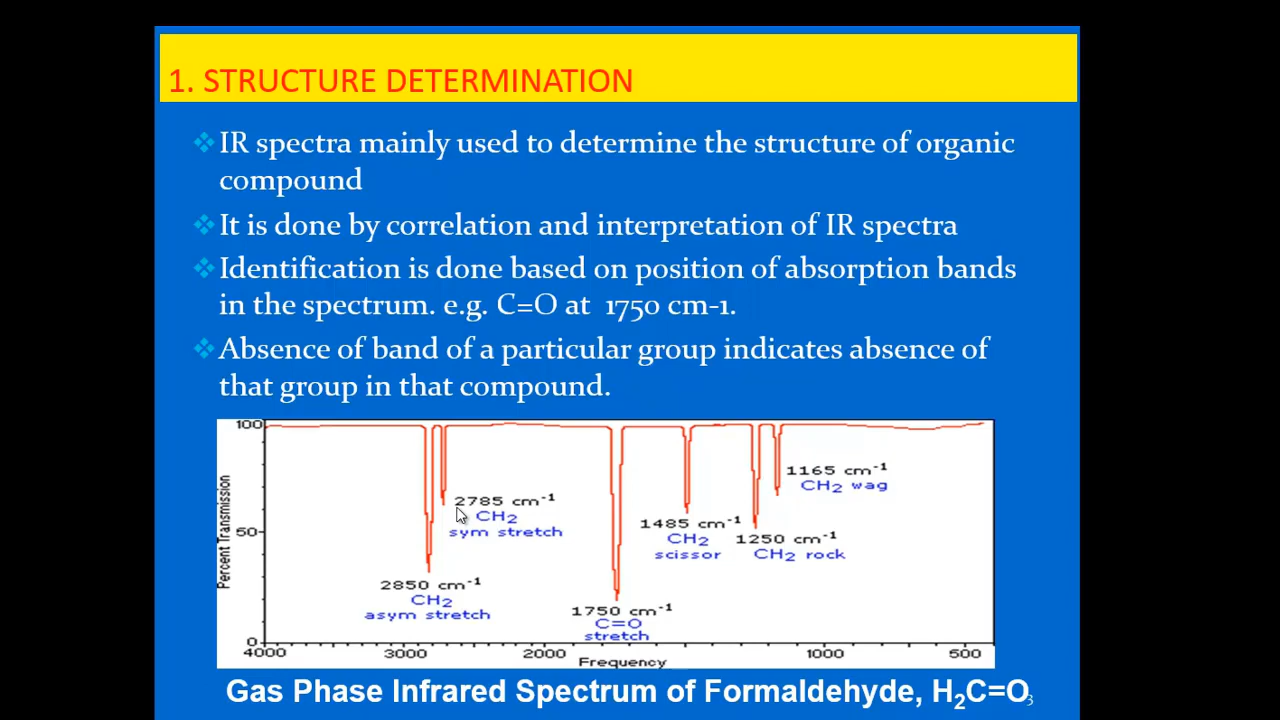 1. STRUCTURE DETERMINATION
❖ IR spectra mainly used to determine the structure of organic
compound
❖ It is done by correlation and interpretation of IR spectra
❖ Identification is done based on position of absorption bands
in the spectrum. e.g. C=O at 1750 cm-1.
❖ Absence of band of a particular group indicates absence of
that group in that compound.
100
50
0
Percent Transmission
2850 cm⁻¹
CH₂
asym stretch
2785 cm⁻¹
CH₂
sym stretch
1750 cm⁻¹
C=O
stretch
1485 cm⁻¹
CH₂
scissor
1250 cm⁻¹
CH₂ rock
1165 cm⁻¹
CH₂ wag
4000 3000 2000 1000 500
Frequency
Gas Phase Infrared Spectrum of Formaldehyde, H₂C=O
3